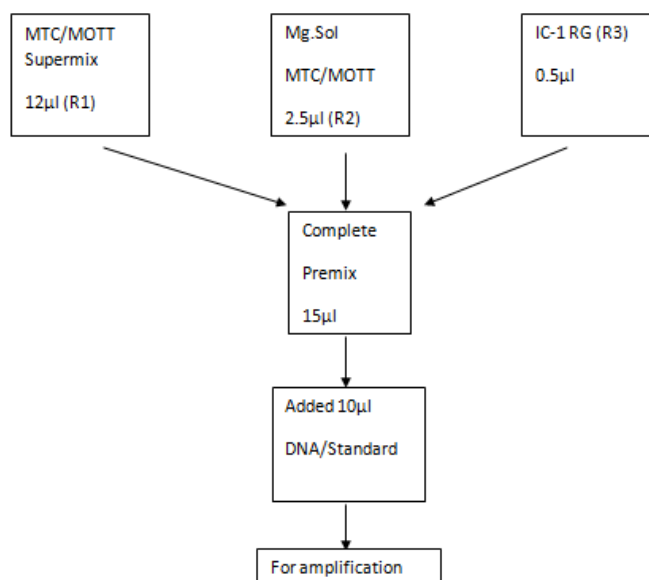 MTC/MOTT
Supermix
12µl (R1)
Mg.Sol
MTC/MOTT
2.5µl (R2)
IC-1 RG (R3)
0.5µl
Complete
Premix
15µl
Added 10µl
DNA/Standard
For amplification